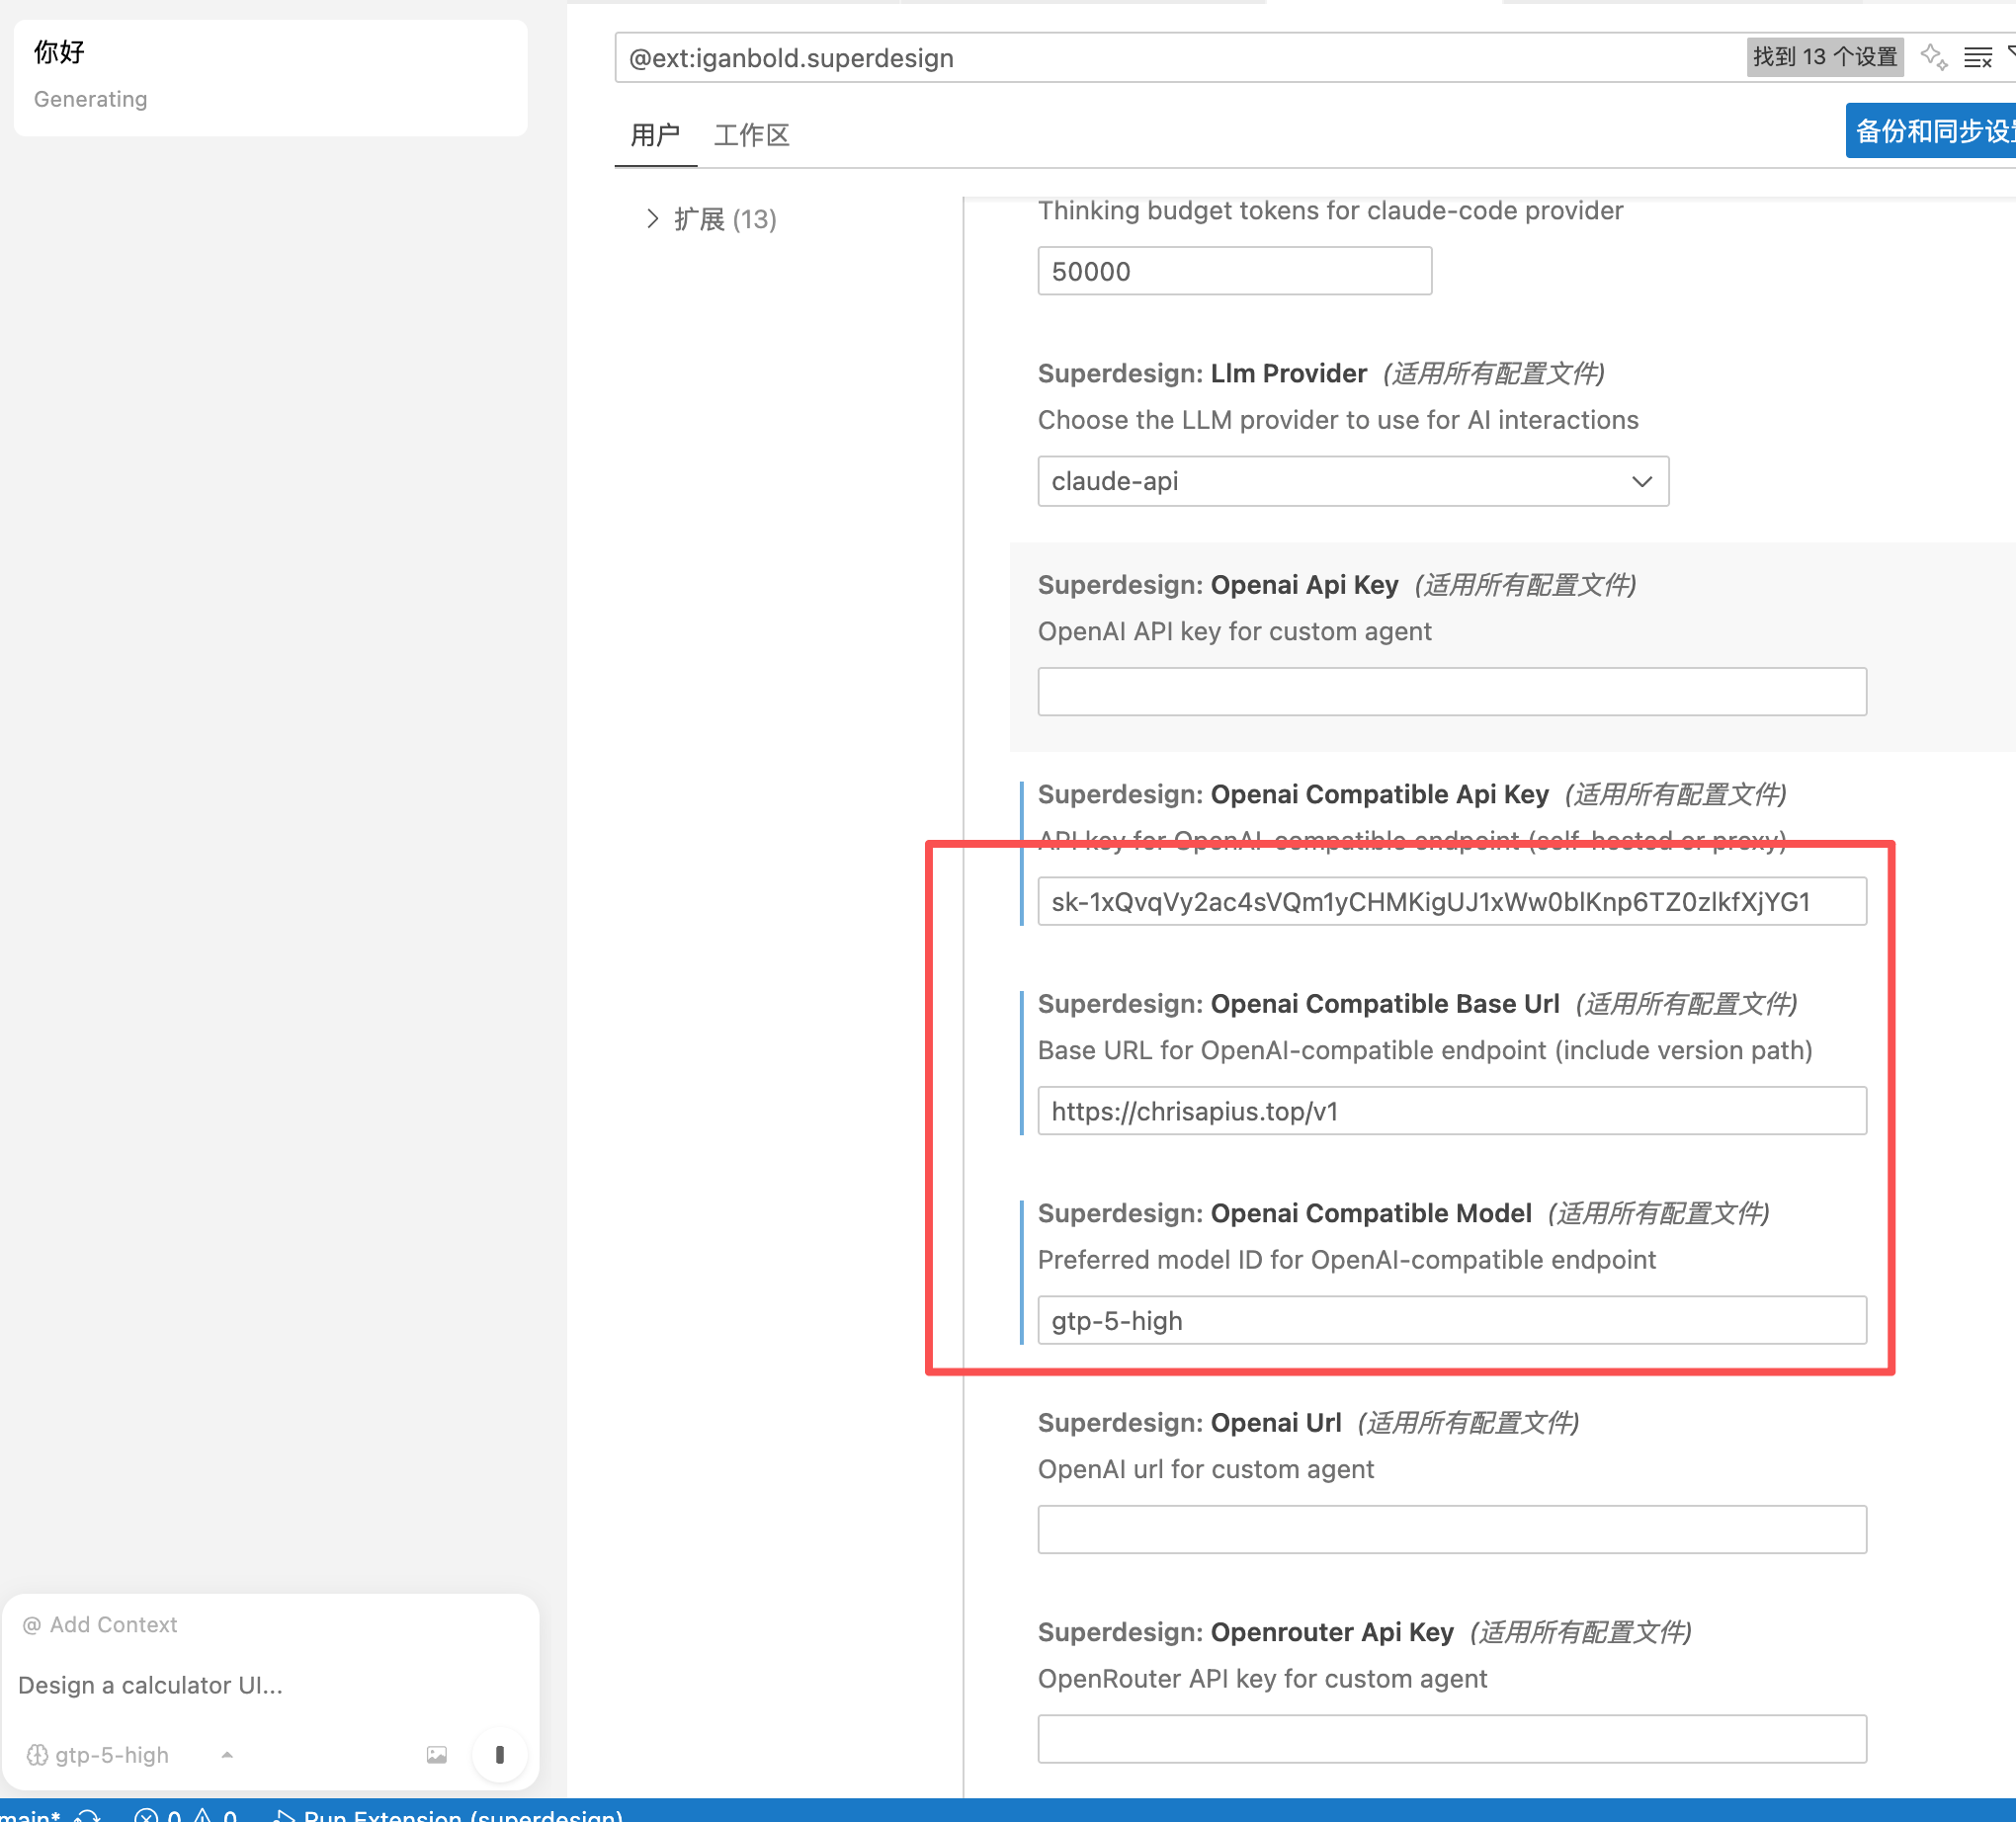 你好
Generating
@ Add Context
Design a calculator UI...
gtp-5-high
@ext:iganbold.superdesign
找到 13 个设置
用户 工作区
备份和同步设
扩展 (13)
Thinking budget tokens for claude-code provider
50000
Superdesign: Llm Provider (适用所有配置文件)
Choose the LLM provider to use for AI interactions
claude-api
Superdesign: Openai Api Key (适用所有配置文件)
OpenAI API key for custom agent
Superdesign: Openai Compatible Api Key (适用所有配置文件)
API key for OpenAI-compatible endpoint (self-hosted or proxy)
sk-1xQvqVy2ac4sVQm1yCHMKigUJ1xWw0blKnp6TZ0zlkfXjYG1
Superdesign: Openai Compatible Base Url (适用所有配置文件)
Base URL for OpenAI-compatible endpoint (include version path)
https://chrisapius.top/v1
Superdesign: Openai Compatible Model (适用所有配置文件)
Preferred model ID for OpenAI-compatible endpoint
gtp-5-high
Superdesign: Openai Url (适用所有配置文件)
OpenAI url for custom agent
Superdesign: Openrouter Api Key (适用所有配置文件)
OpenRouter API key for custom agent
main* 0 0 Run Extension (superdesign)